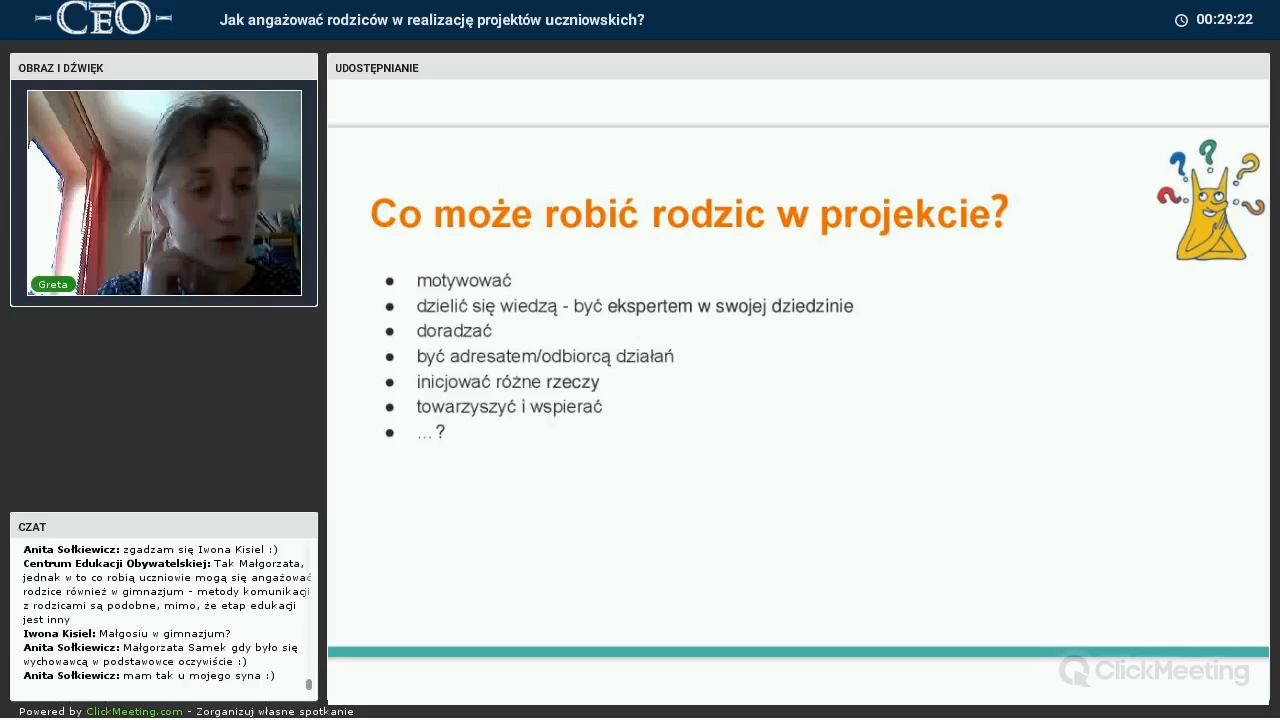 CEO
Jak angażować rodziców w realizację projektów uczniowskich?
00:29:22
OBRAZ I DŹWIĘK
Greta
UDOSTĘPNIANIE
Co może robić rodzic w projekcie?
● motywować
● dzielić się wiedzą - być ekspertem w swojej dziedzinie
● doradzać
● być adresatem/odbiorcą działań
● inicjować różne rzeczy
● towarzyszyć i wspierać
● ... ?
CZAT
Anita Sołkiewicz: zgadzam się Iwona Kisiel :)
Centrum Edukacji Obywatelskiej: Tak Małgorzata,
jednak w to co robią uczniowie mogą się angażować
rodzice również w gimnazjum - metody komunikacji
z rodzicami są podobne, mimo, że etap edukacji
jest inny
Iwona Kisiel: Małgosiu w gimnazjum?
Anita Sołkiewicz: Małgorzata Samek gdy było się
wychowawcą w podstawowce oczywiście :)
Anita Sołkiewicz: mam tak u mojego syna :)
ClickMeeting
Powered by ClickMeeting.com - Zorganizuj własne spotkanie